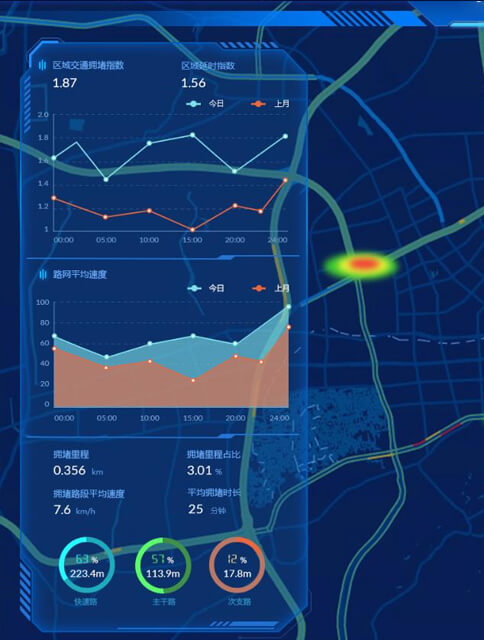 区域交通拥堵指数
区域延时指数
1.87
1.56
今日
上月
2.0
1.8
1.6
1.4
1.2
1
00:00
05:00
10:00
15:00
20:00
24:00
路网平均速度
今日
上月
100
80
60
40
20
0
00:00
05:00
10:00
15:00
20:00
24:00
拥堵里程
拥堵里程占比
0.356 km
3.01 %
拥堵路段平均速度
平均拥堵时长
7.6 km/h
25 分钟
63 %
57 %
12 %
223.4m
113.9m
17.8m
快速路
主干路
次支路